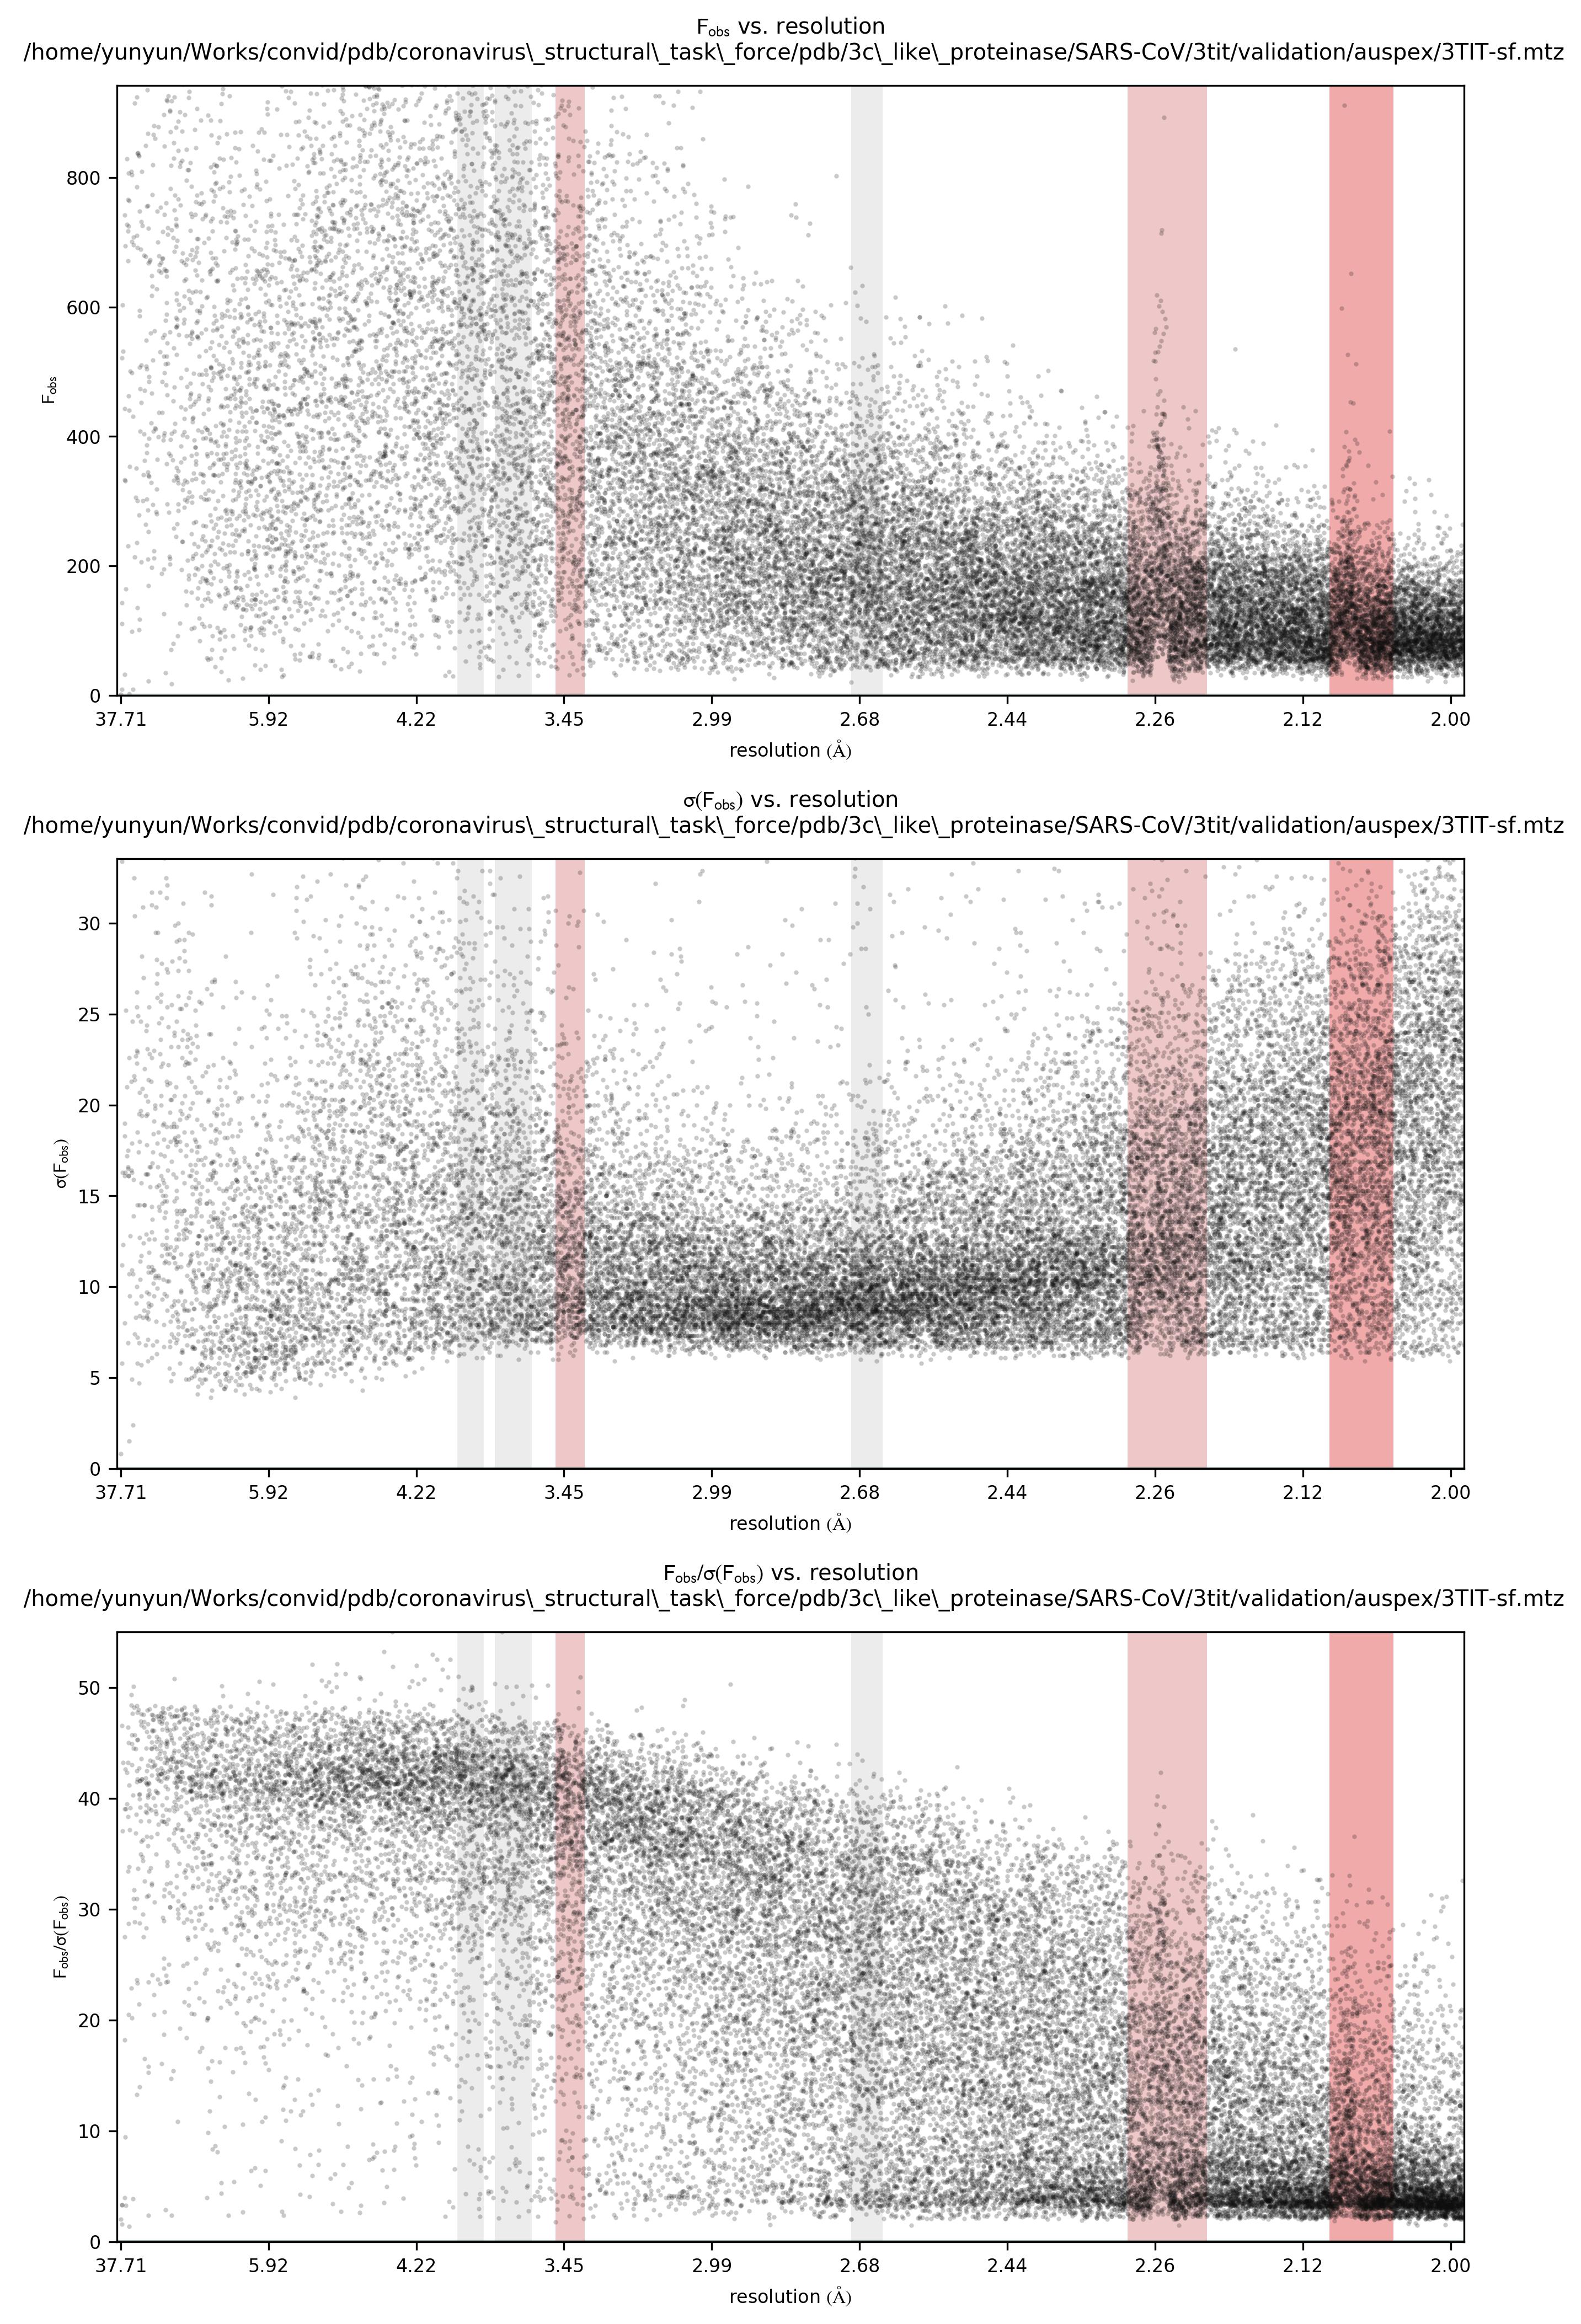 Fobs vs. resolution
/home/yunyun/Works/convid/pdb/coronavirus\_structural\_task\_force/pdb/3c\_like\_proteinase/SARS-CoV/3tit/validation/auspex/3TIT-sf.mtz
Fobs
800
600
400
200
0
37.71 5.92 4.22 3.45 2.99 2.68 2.44 2.26 2.12 2.00
resolution (Å)
σ(Fobs) vs. resolution
/home/yunyun/Works/convid/pdb/coronavirus\_structural\_task\_force/pdb/3c\_like\_proteinase/SARS-CoV/3tit/validation/auspex/3TIT-sf.mtz
σ(Fobs)
30
25
20
15
10
5
0
37.71 5.92 4.22 3.45 2.99 2.68 2.44 2.26 2.12 2.00
resolution (Å)
Fobs/σ(Fobs) vs. resolution
/home/yunyun/Works/convid/pdb/coronavirus\_structural\_task\_force/pdb/3c\_like\_proteinase/SARS-CoV/3tit/validation/auspex/3TIT-sf.mtz
Fobs/σ(Fobs)
50
40
30
20
10
0
37.71 5.92 4.22 3.45 2.99 2.68 2.44 2.26 2.12 2.00
resolution (Å)